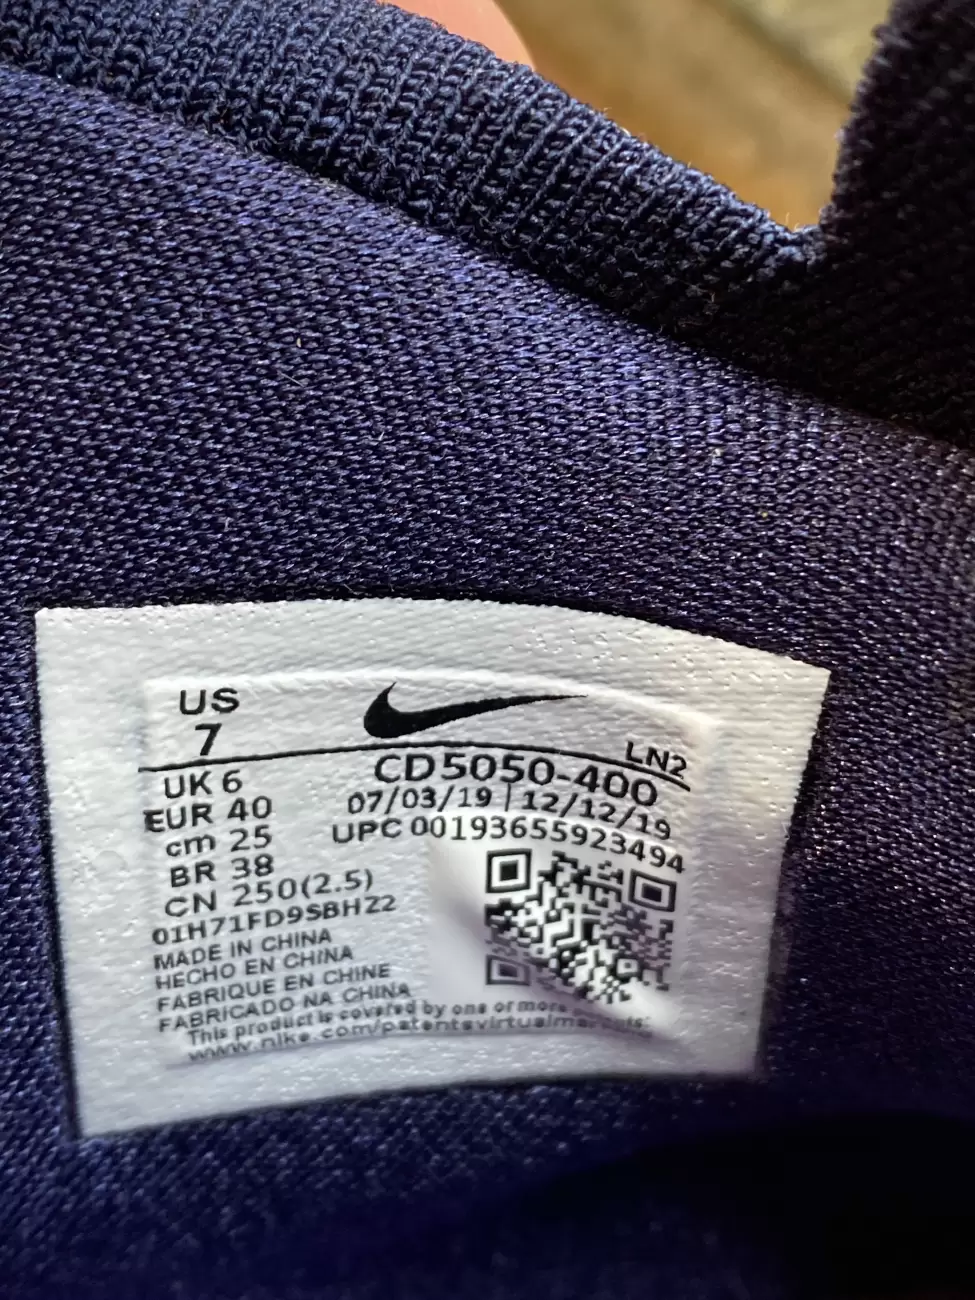 US
7
LN2
UK 6
EUR 40
cm 25
BR 38
CN 250(2.5)
CD5050-400
07/03/19 | 12/12/19
UPC 00193655923494
01H71FD9SBHZ2
MADE IN CHINA
HECHO EN CHINA
FABRIQUE EN CHINE
FABRICADO NA CHINA
This product is covered by one or more
www.nike.com/patentsvirtualmar